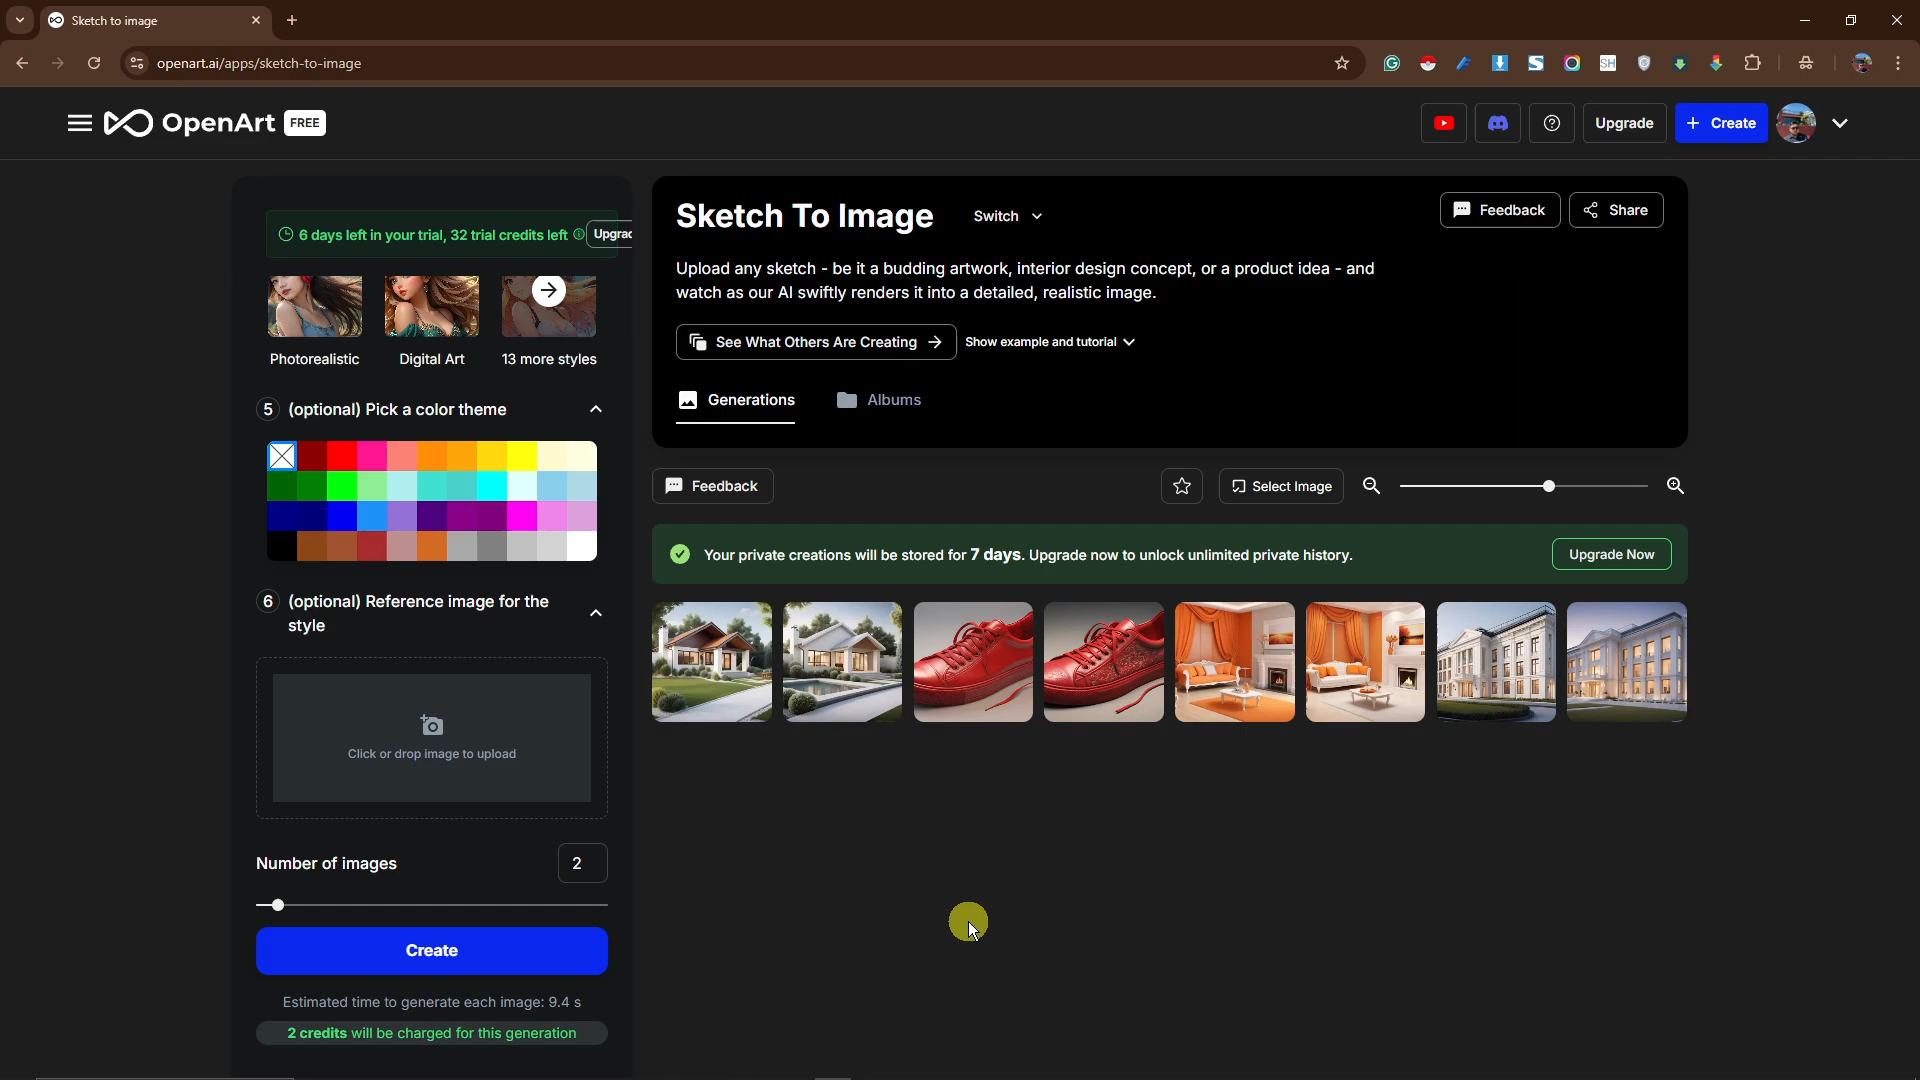 Sketch to image
openart.ai/apps/sketch-to-image
SH
OpenArt FREE
Upgrade
+ Create
6 days left in your trial, 32 trial credits left
Upgrad
Photorealistic
Digital Art
13 more styles
5 (optional) Pick a color theme
6 (optional) Reference image for the
style
Click or drop image to upload
Number of images
2
Create
Estimated time to generate each image: 9.4 s
2 credits will be charged for this generation
Sketch To Image
Switch
Feedback
Share
Upload any sketch - be it a budding artwork, interior design concept, or a product idea - and
watch as our AI swiftly renders it into a detailed, realistic image.
See What Others Are Creating
Show example and tutorial
Generations
Albums
Feedback
Select Image
Your private creations will be stored for 7 days. Upgrade now to unlock unlimited private history.
Upgrade Now